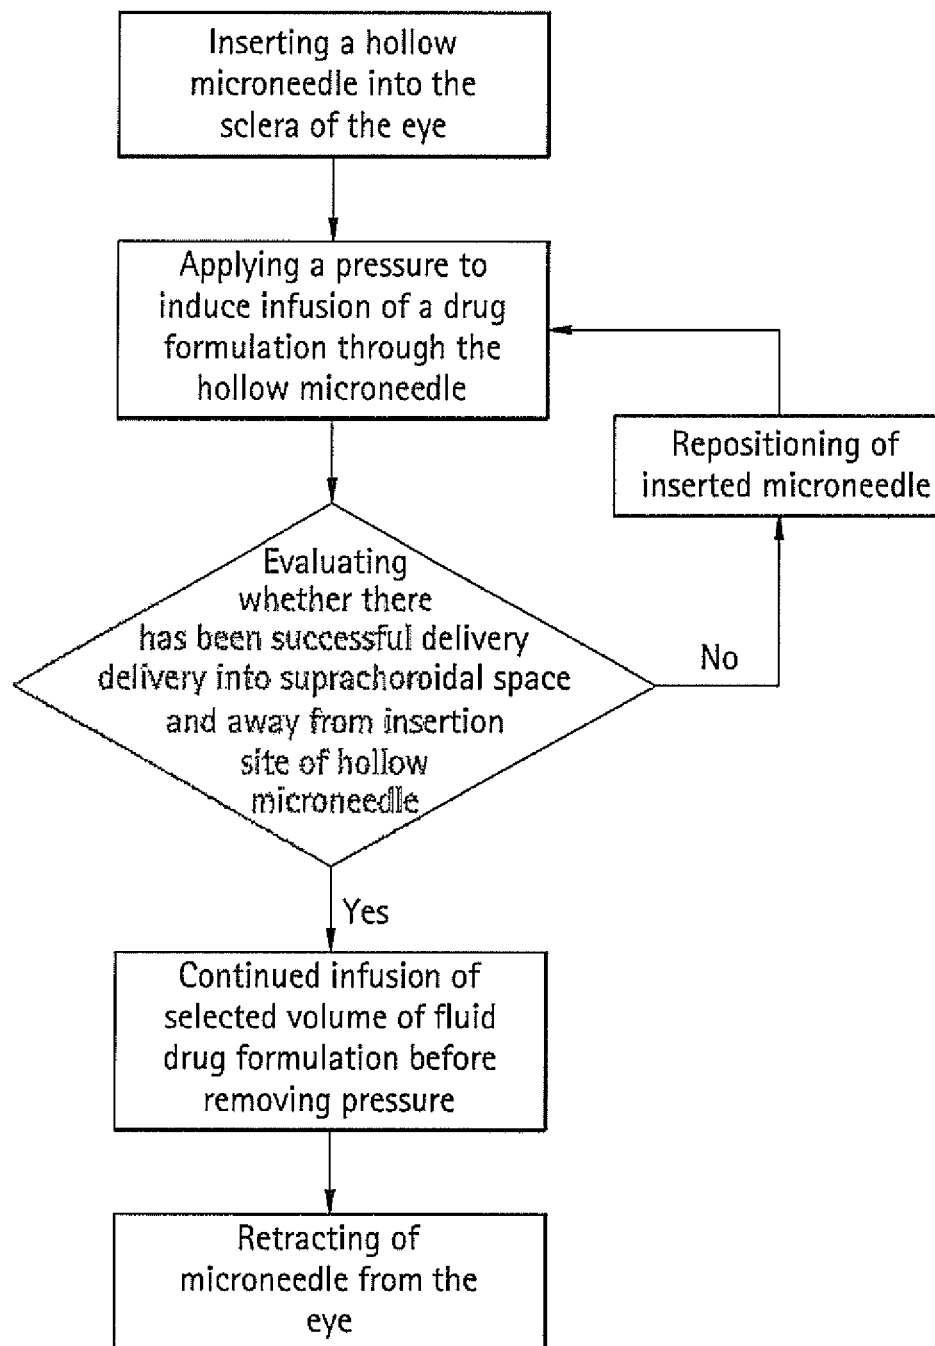 Inserting a hollow
microneedle into the
sclera of the eye
Applying a pressure to
induce infusion of a drug
formulation through the
hollow microneedle
Repositioning of
inserted microneedle
Evaluating
whether there
has been successful delivery
delivery into suprachoroidal space
and away from insertion
site of hollow
microneedle
No
Yes
Continued infusion of
selected volume of fluid
drug formulation before
removing pressure
Retracting of
microneedle from the
eye